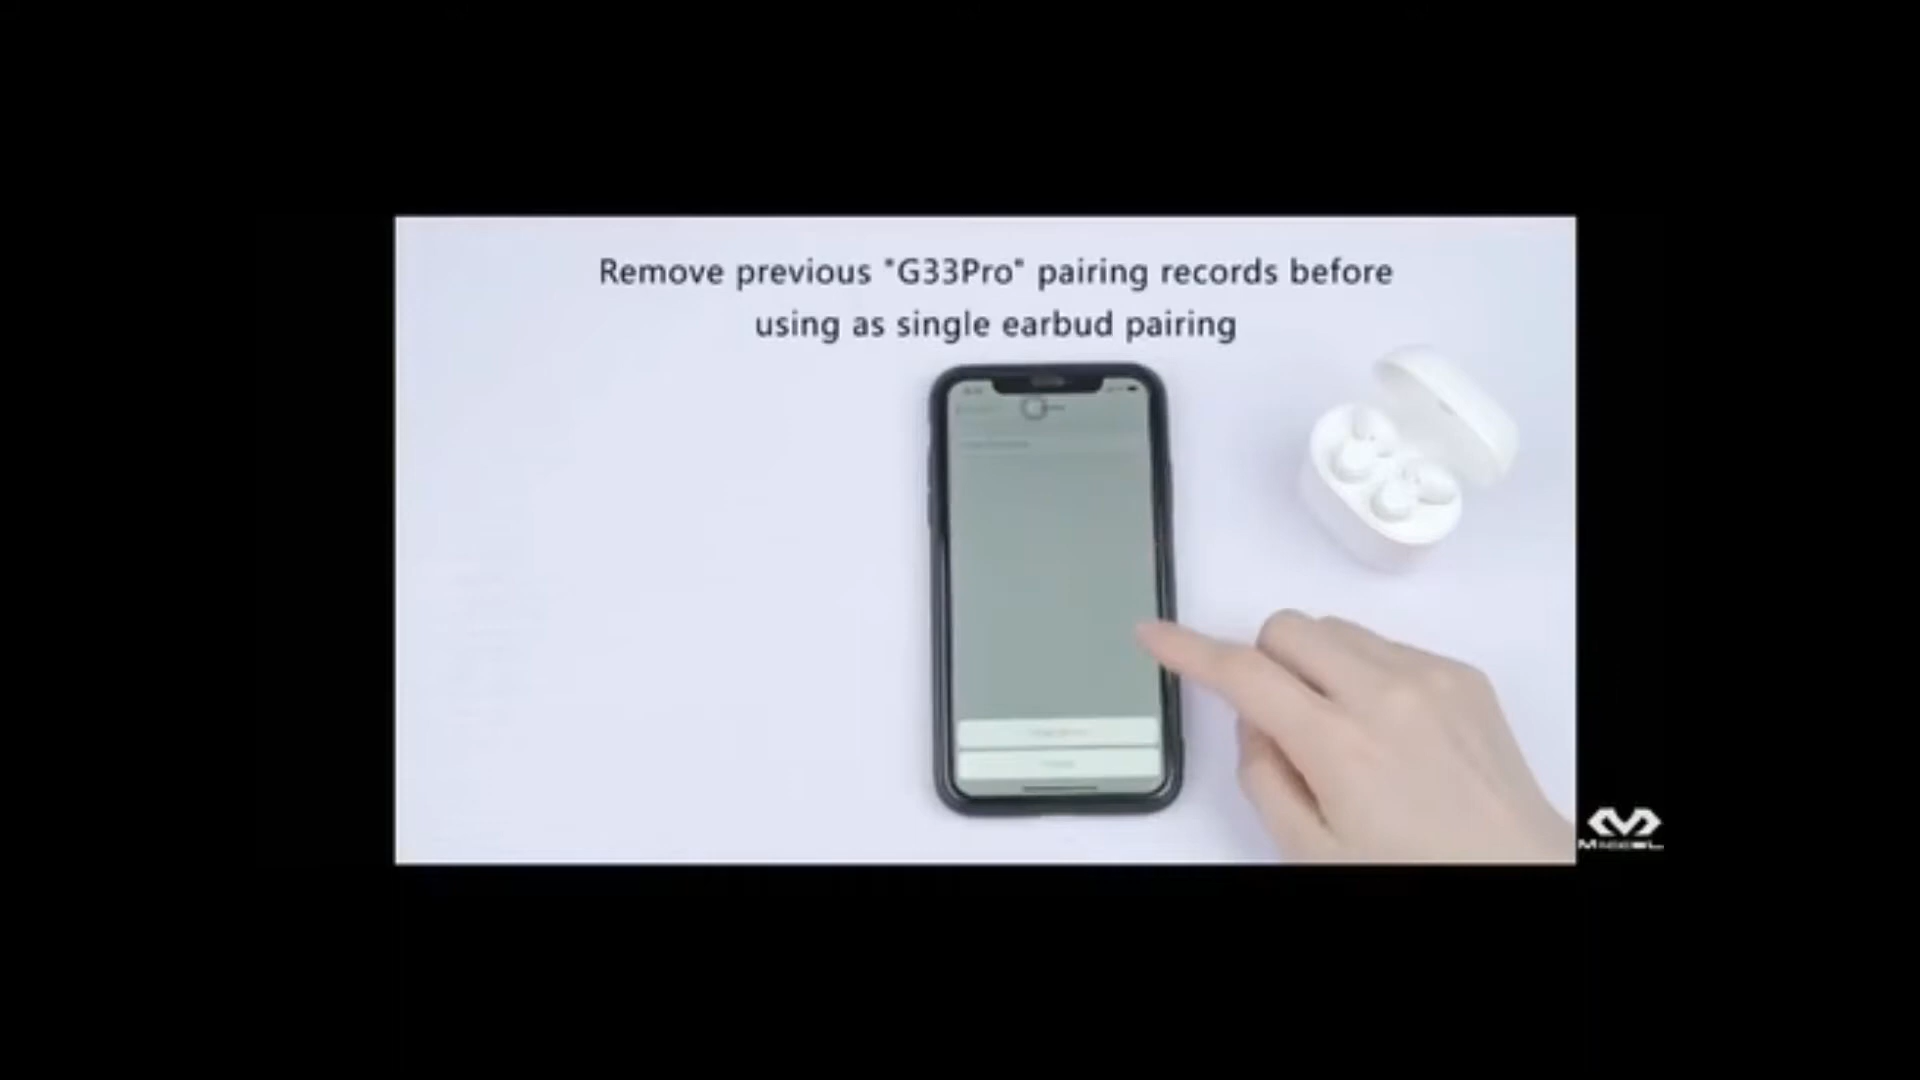 Remove previous "G33Pro" pairing records before
using as single earbud pairing